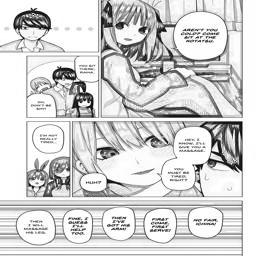 AREN'T YOU
COLD? COME
SIT AT THE
KOTATSU.
YOU SIT
THERE,
RAIHA.
OH,
DON'T BE
SHY!
I'M NOT
REALLY
TIRED...
HEY, I
KNOW, I'LL
GIVE YOU A
MASSAGE.
YOU
MUST BE
TIRED,
RIGHT?
HUH?
NO FAIR,
ICHIKA!
FIRST
COME,
FIRST
SERVE!
THEN
I'VE GOT
HIS ARM!
FINE, I
GUESS
I'LL
HELP
TOO.
THEN
I WILL
MASSAGE
HIS LEG.